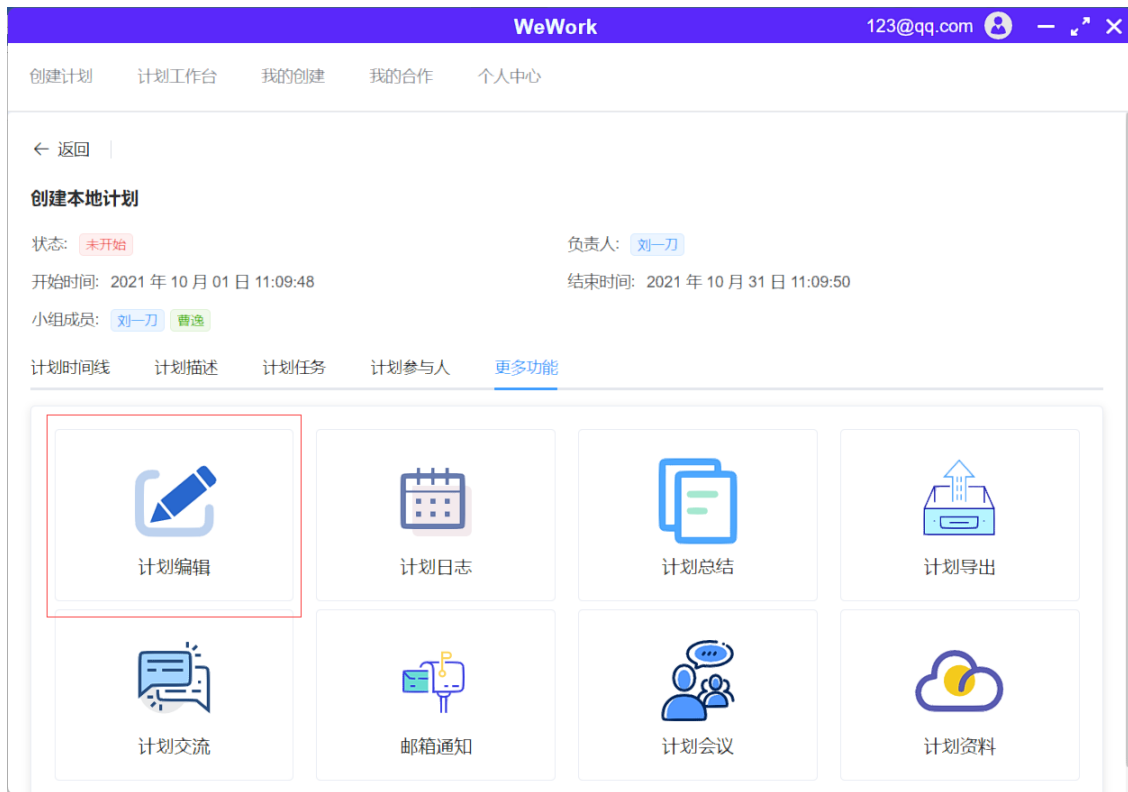 WeWork 123@qq.com
创建计划 计划工作台 我的创建 我的合作 个人中心
← 返回
创建本地计划
状态: 未开始 负责人: 刘一刀
开始时间: 2021 年 10 月 01 日 11:09:48 结束时间: 2021 年 10 月 31 日 11:09:50
小组成员: 刘一刀 曹逸
计划时间线 计划描述 计划任务 计划参与人 更多功能
计划编辑 计划日志 计划总结 计划导出
计划交流 邮箱通知 计划会议 计划资料